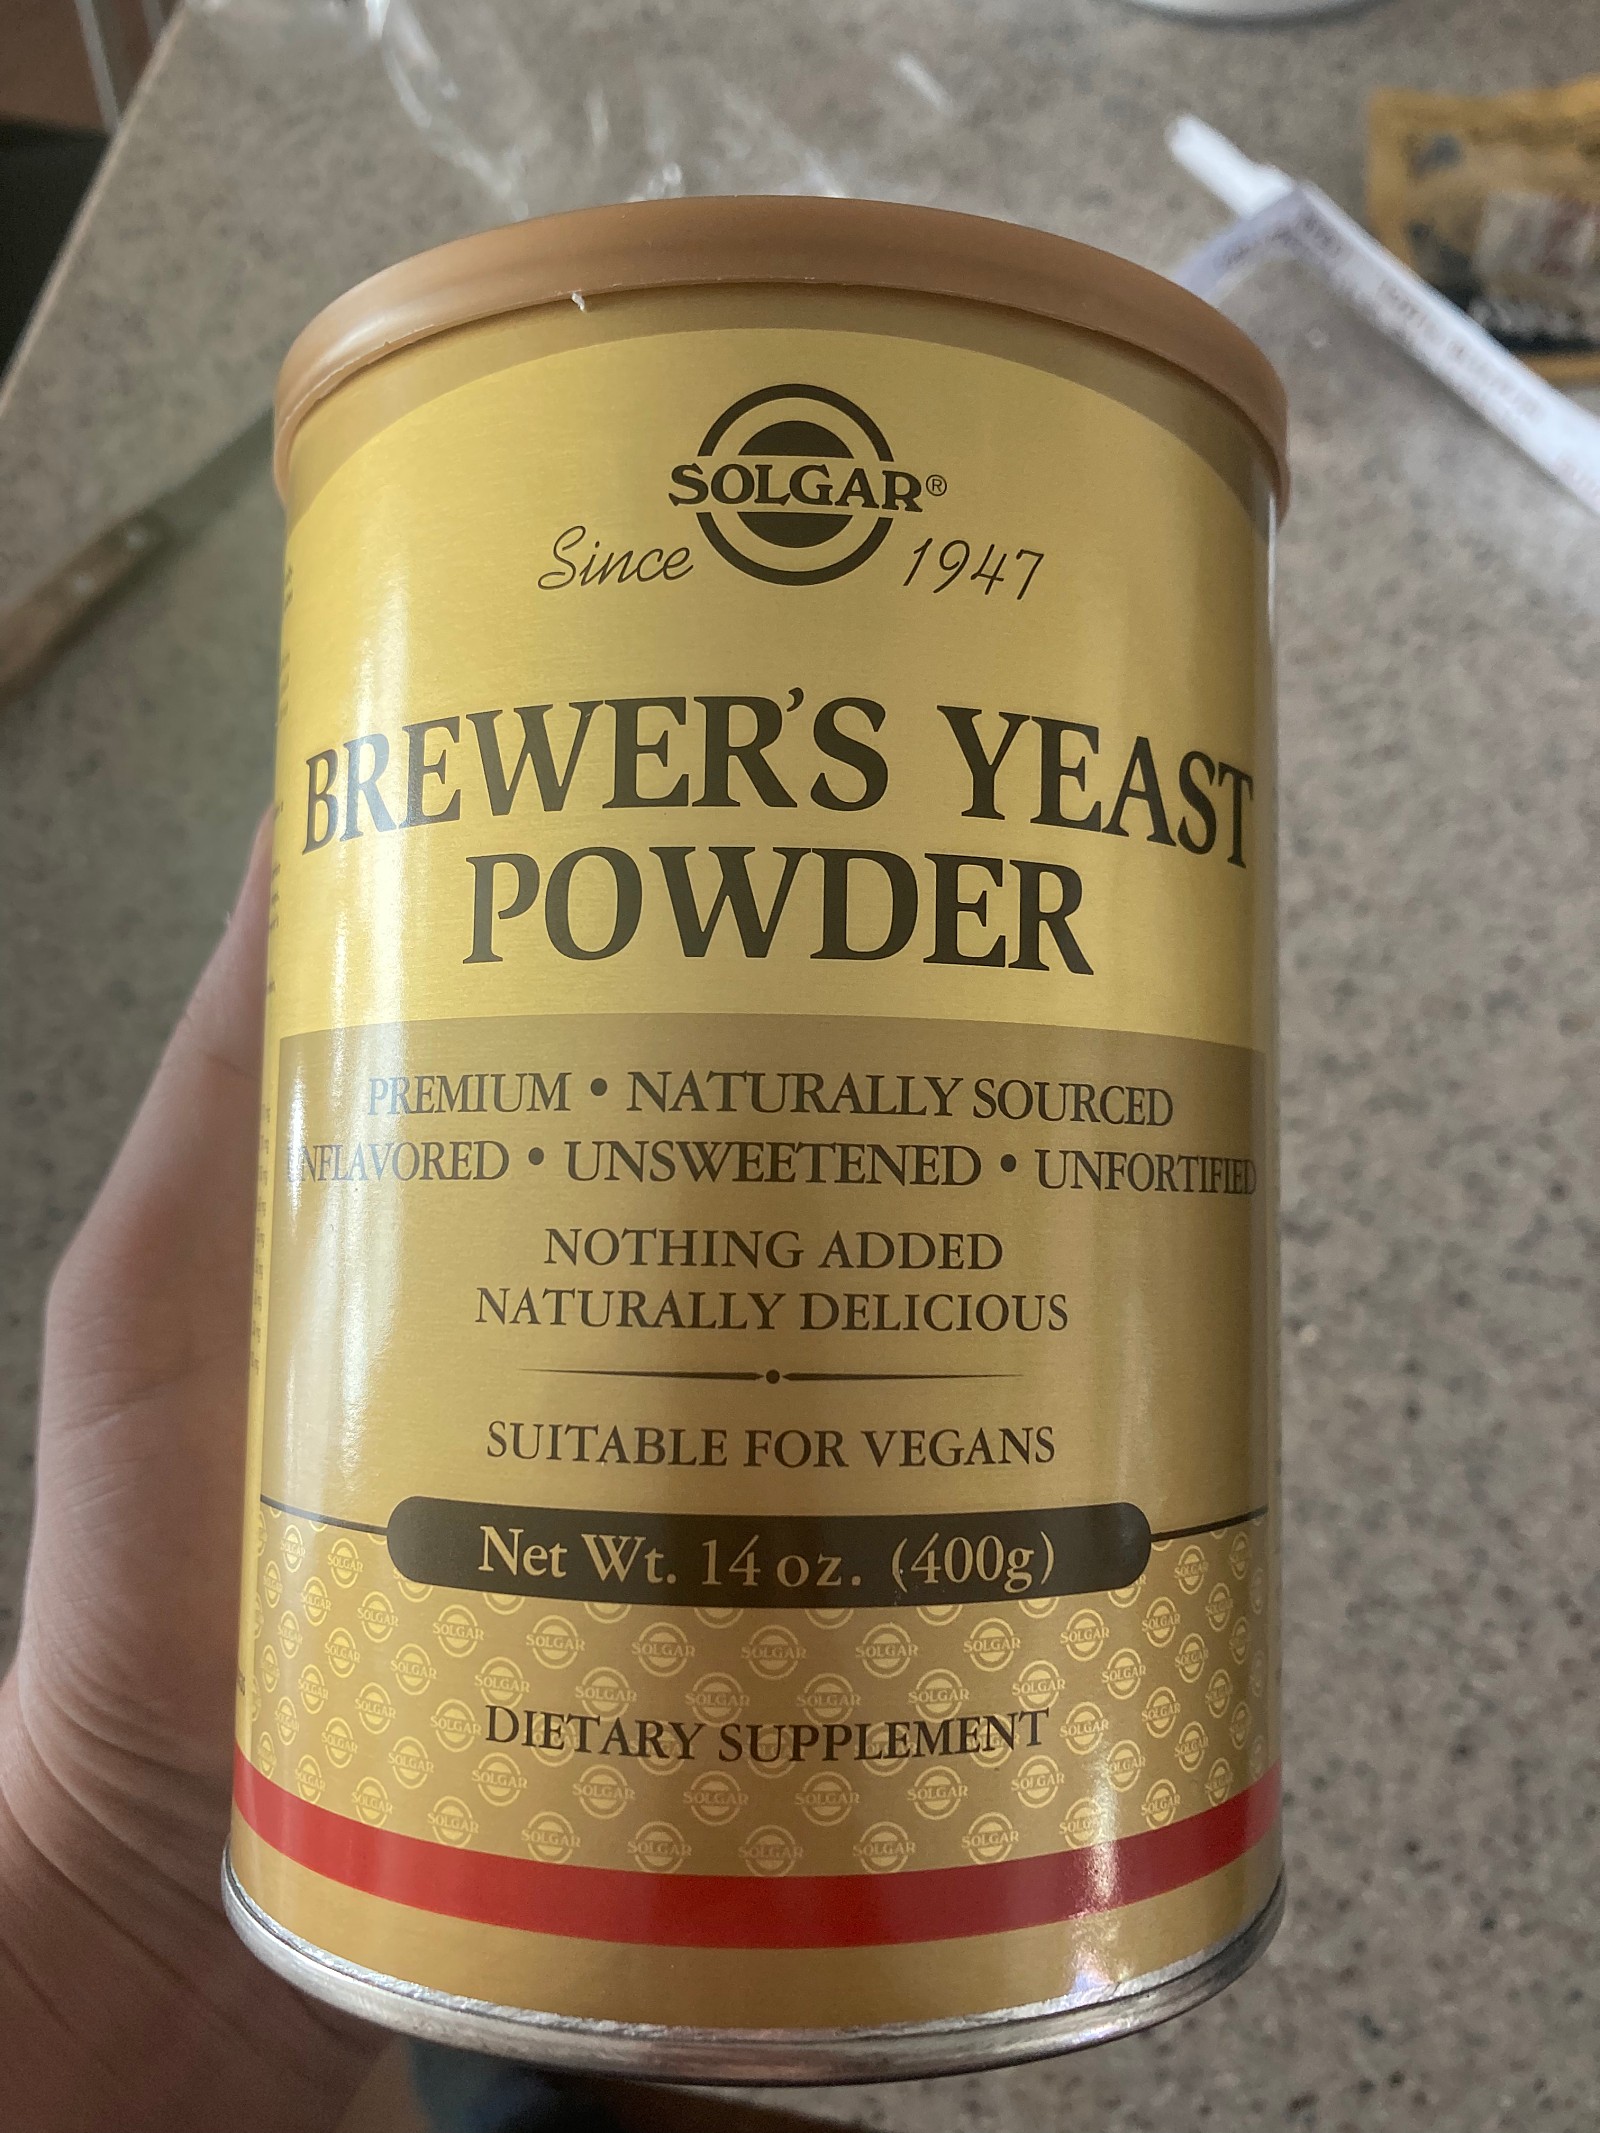 SOLGAR®
Since 1947
BREWER'S YEAST
POWDER
PREMIUM • NATURALLY SOURCED
UNFLAVORED • UNSWEETENED • UNFORTIFIED
NOTHING ADDED
NATURALLY DELICIOUS
SUITABLE FOR VEGANS
Net Wt. 14 oz. (400g)
DIETARY SUPPLEMENT